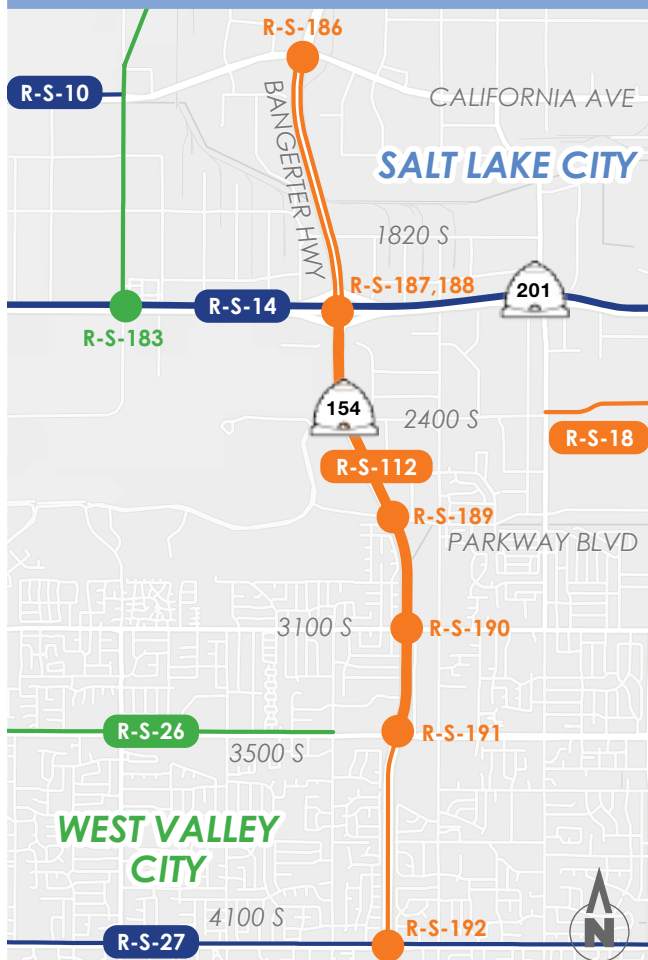 R-S-186
R-S-10
CALIFORNIA AVE
BANGERTER HWY
SALT LAKE CITY
1820 S
R-S-187,188
201
R-S-14
R-S-183
154
2400 S
R-S-18
R-S-112
R-S-189
PARKWAY BLVD
3100 S
R-S-190
R-S-26
R-S-191
3500 S
WEST VALLEY
CITY
4100 S
R-S-192
R-S-27
N